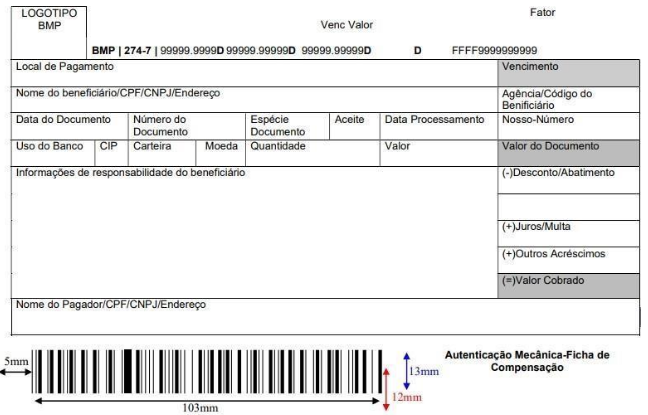 LOGOTIPO
BMP
Fator
Venc Valor
BMP | 274-7 | 99999.9999D 99999.99999D 99999.99999D D FFFF9999999999
Local de Pagamento Vencimento
Nome do beneficiário/CPF/CNPJ/Endereço Agência/Código do
Benificiário
Data do Documento Número do Espécie Aceite Data Processamento Nosso-Número
Documento Documento
Uso do Banco CIP Carteira Moeda Quantidade Valor Valor do Documento
Informações de responsabilidade do beneficiário (-)Desconto/Abatimento
(+)Juros/Multa
(+)Outros Acréscimos
(=)Valor Cobrado
Nome do Pagador/CPF/CNPJ/Endereço
Autenticação Mecânica-Ficha de
Compensação
5mm
13mm
12mm
103mm